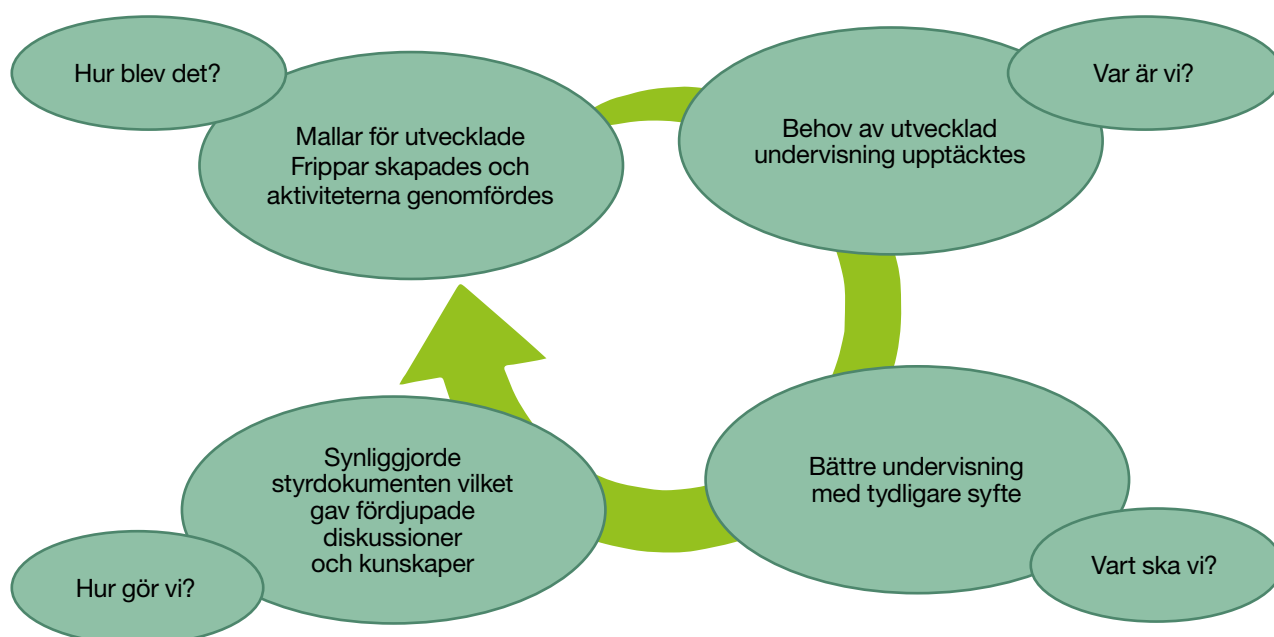 Hur blev det?
Mallar för utvecklade
Frippar skapades och
aktiviteterna genomfördes
Var är vi?
Behov av utvecklad
undervisning upptäcktes
Bättre undervisning
med tydligare syfte
Vart ska vi?
Synliggjorde
styrdokumenten vilket
gav fördjupade
diskussioner
och kunskaper
Hur gör vi?